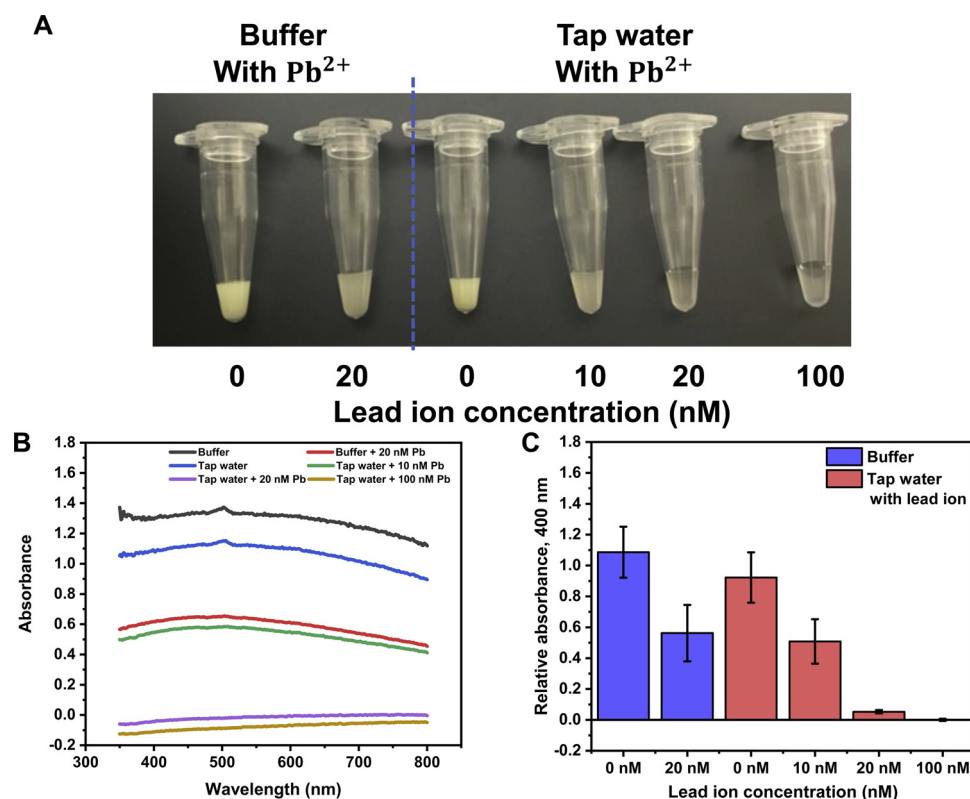 A
Buffer
With Pb²⁺
Tap water
With Pb²⁺
0 20 0 10 20 100
Lead ion concentration (nM)
B
Absorbance
1.8
1.6
1.4
1.2
1.0
0.8
0.6
0.4
0.2
0.0
-0.2
Buffer
Buffer + 20 nM Pb
Tap water
Tap water + 10 nM Pb
Tap water + 20 nM Pb
Tap water + 100 nM Pb
300 400 500 600 700 800
Wavelength (nm)
C
Relative absorbance, 400 nm
1.8
1.6
1.4
1.2
1.0
0.8
0.6
0.4
0.2
0.0
-0.2
Buffer
Tap water
with lead ion
0 nM 20 nM 0 nM 10 nM 20 nM 100 nM
Lead ion concentration (nM)